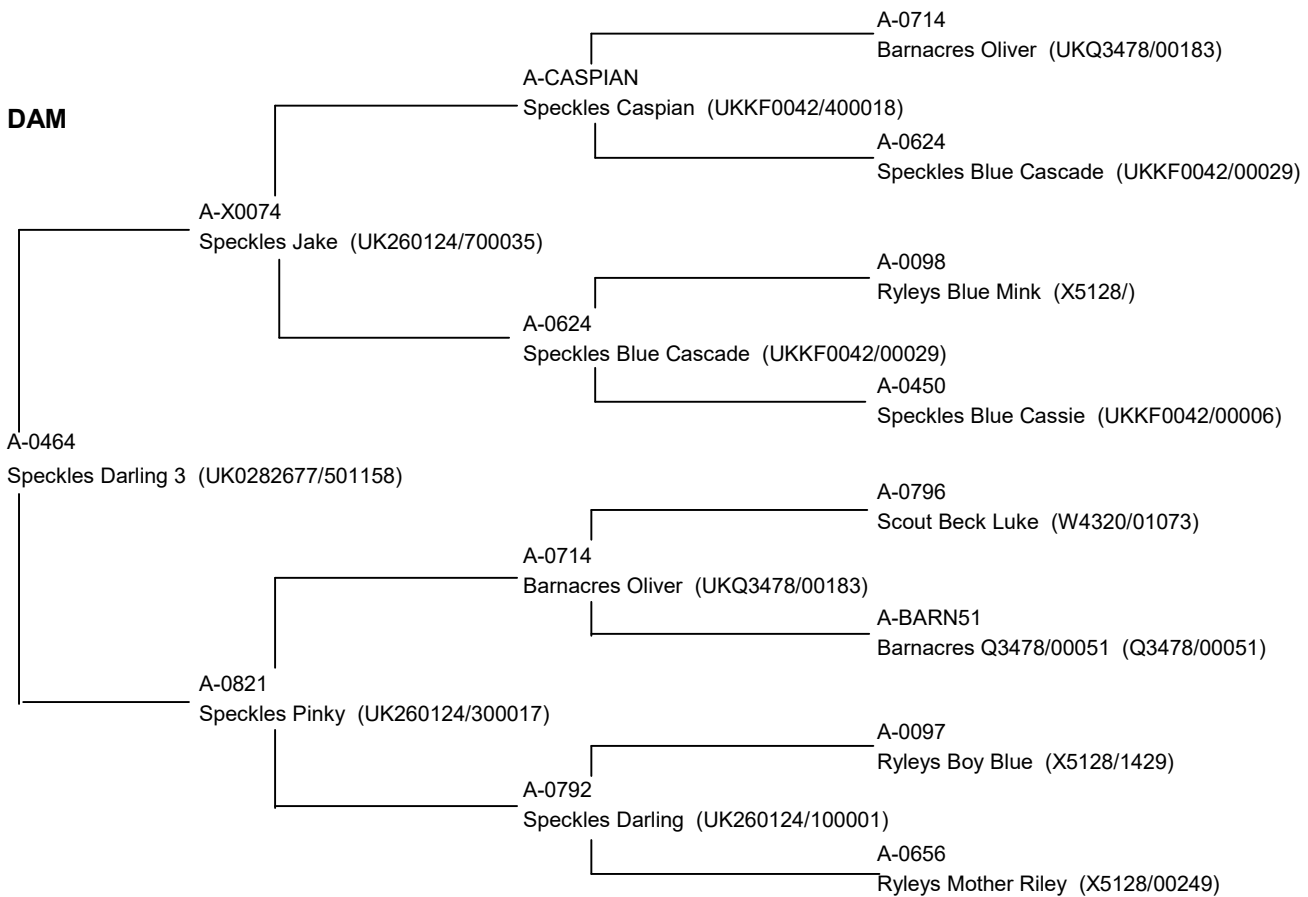 A-0714
Barnacres Oliver (UKQ3478/00183)
A-CASPIAN
Speckles Caspian (UKKF0042/400018)
DAM
A-0624
Speckles Blue Cascade (UKKF0042/00029)
A-X0074
Speckles Jake (UK260124/700035)
A-0098
Ryleys Blue Mink (X5128/)
A-0624
Speckles Blue Cascade (UKKF0042/00029)
A-0450
Speckles Blue Cassie (UKKF0042/00006)
A-0464
Speckles Darling 3 (UK0282677/501158)
A-0796
Scout Beck Luke (W4320/01073)
A-0714
Barnacres Oliver (UKQ3478/00183)
A-BARN51
Barnacres Q3478/00051 (Q3478/00051)
A-0821
Speckles Pinky (UK260124/300017)
A-0097
Ryleys Boy Blue (X5128/1429)
A-0792
Speckles Darling (UK260124/100001)
A-0656
Ryleys Mother Riley (X5128/00249)